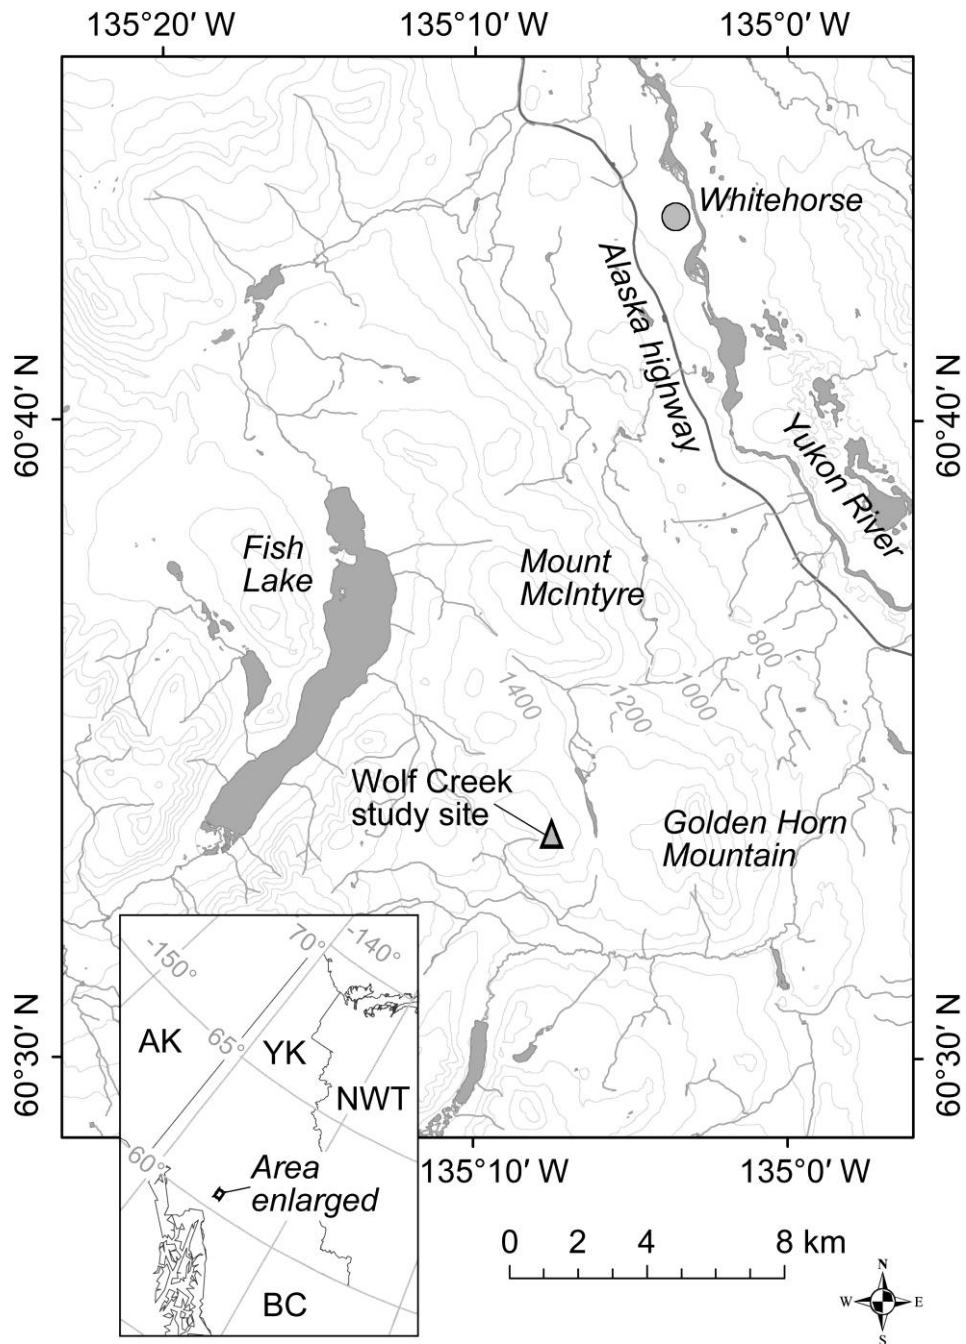 135°20′ W
135°10′ W
135°0′ W
Whitehorse
Alaska highway
60°40′ N
60°40′ N
Yukon River
Fish
Lake
Mount
McIntyre
800
1000
1200
1400
Wolf Creek
study site
Golden Horn
Mountain
-150°
70°
-140°
AK
65°
YK
NWT
60°
Area
enlarged
BC
60°30′ N
60°30′ N
135°10′ W
135°0′ W
0 2 4 8 km
N
W E
S